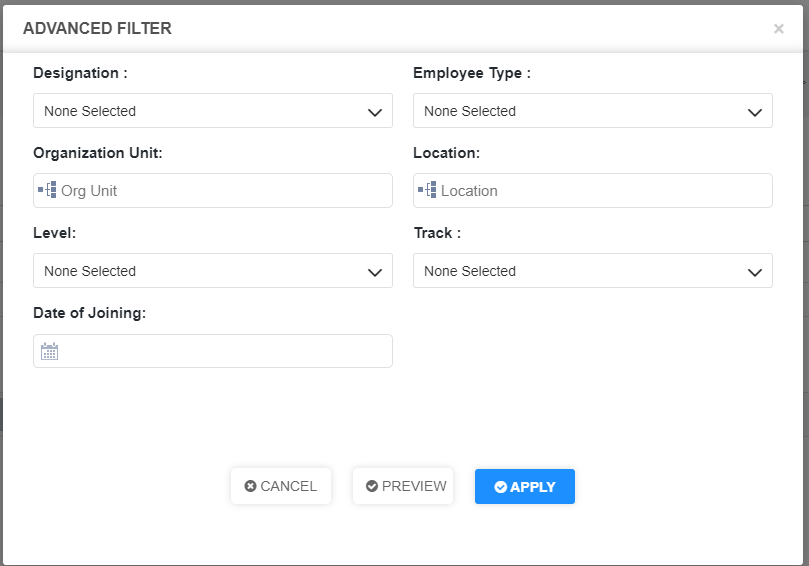 ADVANCED FILTER ×
Designation : Employee Type :
None Selected None Selected
Organization Unit: Location:
Org Unit Location
Level: Track :
None Selected None Selected
Date of Joining:
CANCEL PREVIEW APPLY